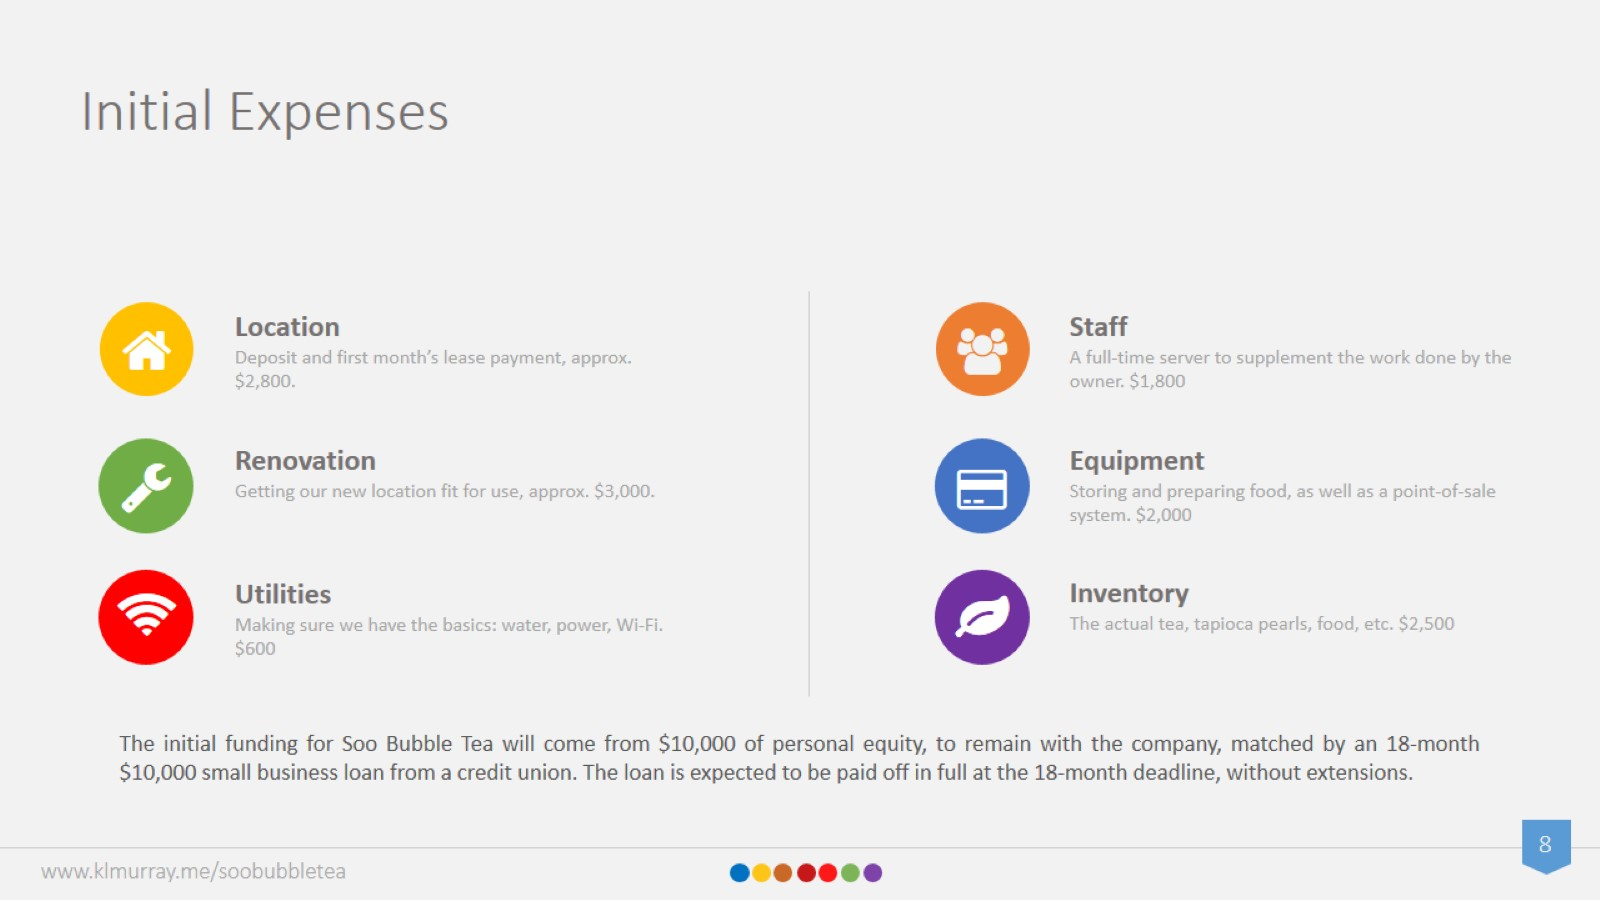 Initial Expenses
Location
Deposit and first month’s lease payment, approx.
$2,800.
Renovation
Getting our new location fit for use, approx. $3,000.
Utilities
Making sure we have the basics: water, power, Wi-Fi.
$600
Staff
A full-time server to supplement the work done by the
owner. $1,800
Equipment
Storing and preparing food, as well as a point-of-sale
system. $2,000
Inventory
The actual tea, tapioca pearls, food, etc. $2,500
The initial funding for Soo Bubble Tea will come from $10,000 of personal equity, to remain with the company, matched by an 18-month
$10,000 small business loan from a credit union. The loan is expected to be paid off in full at the 18-month deadline, without extensions.
8
www.klmurray.me/soobubbletea